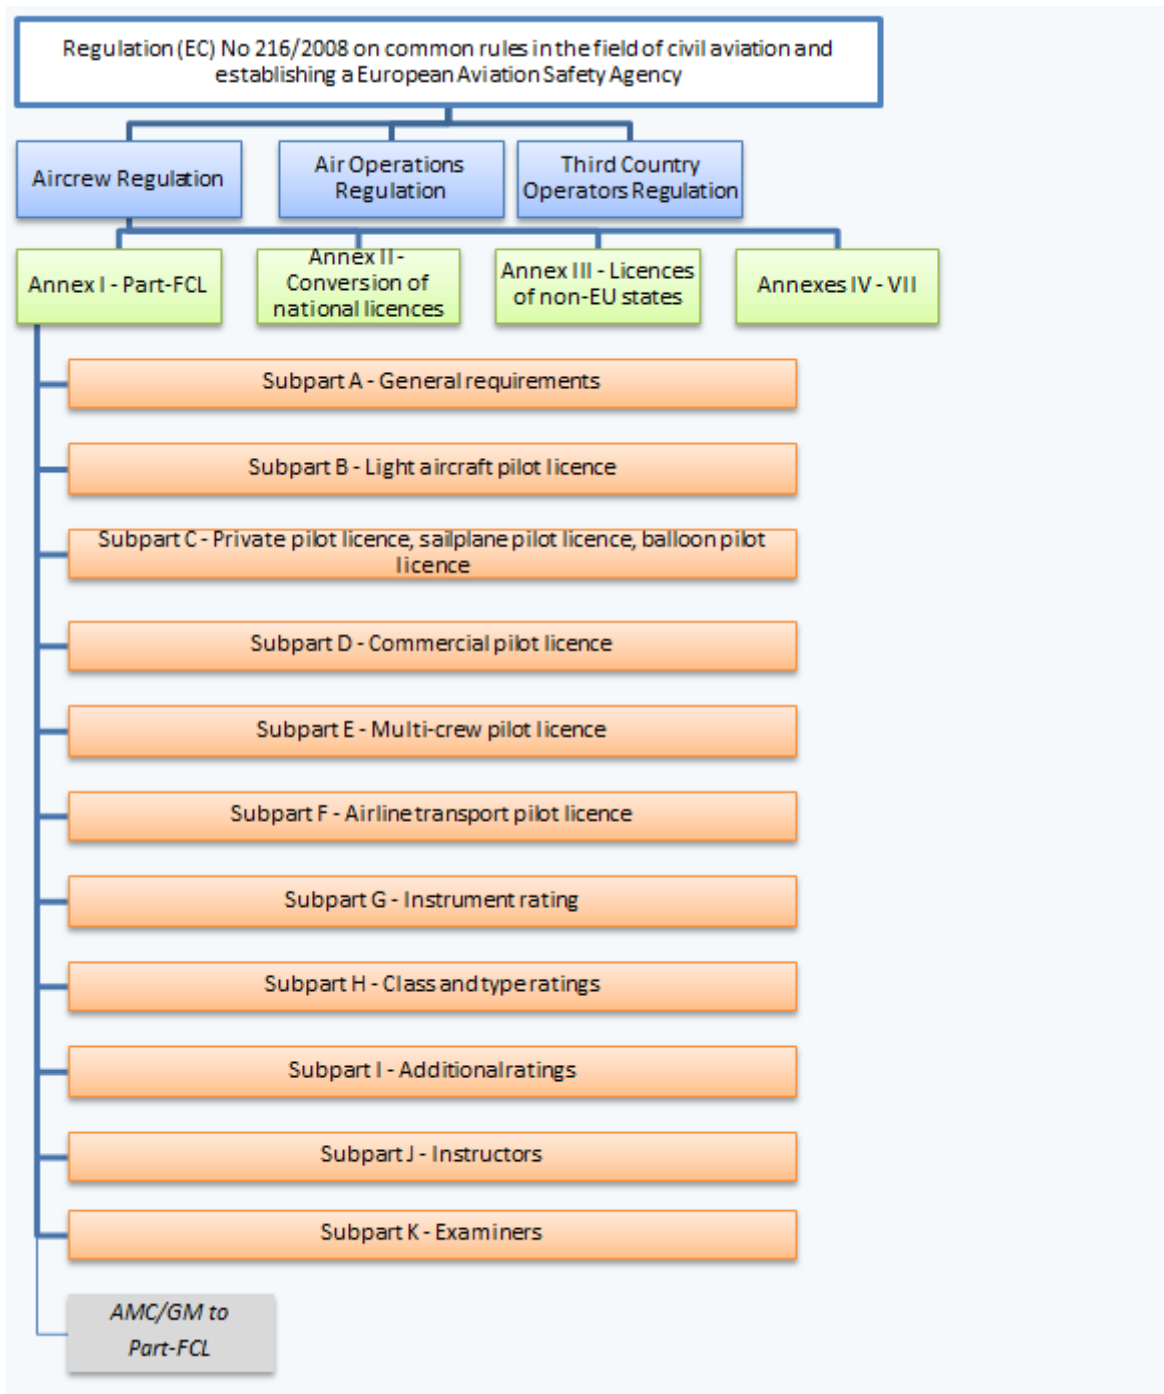 Regulation (EC) No 216/2008 on common rules in the field of civil aviation and
establishing a European Aviation Safety Agency
Aircrew Regulation
Air Operations
Regulation
Third Country
Operators Regulation
Annex I - Part-FCL
Annex II -
Conversion of
national licences
Annex III - Licences
of non-EU states
Annexes IV - VII
Subpart A - General requirements
Subpart B - Light aircraft pilot licence
Subpart C - Private pilot licence, sailplane pilot licence, balloon pilot
licence
Subpart D - Commercial pilot licence
Subpart E - Multi-crew pilot licence
Subpart F - Airline transport pilot licence
Subpart G - Instrument rating
Subpart H - Class and type ratings
Subpart I - Additional ratings
Subpart J - Instructors
Subpart K - Examiners
AMC/GM to
Part-FCL